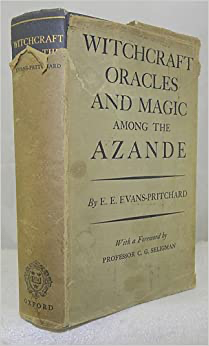 WITCHCRAFT
EVANS-PRITCHARD
OXFORD
WITCHCRAFT
ORACLES
AND MAGIC
AMONG THE
AZANDE
By E. E. EVANS-PRITCHARD
With a Foreword by
PROFESSOR C. G. SELIGMAN